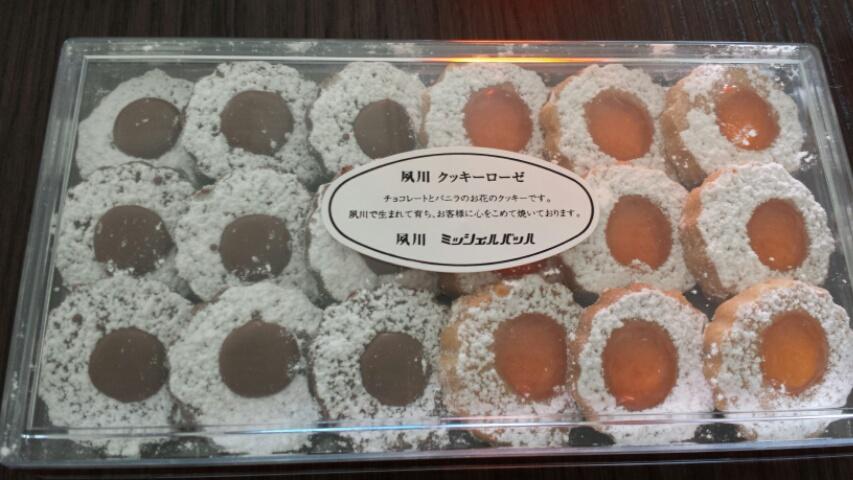 夙川 クッキーローゼ
チョコレートとバニラのお花のクッキーです。
夙川で生まれて育ち、お客様に心をこめて焼いております。
夙川 ミッシェルバッハ